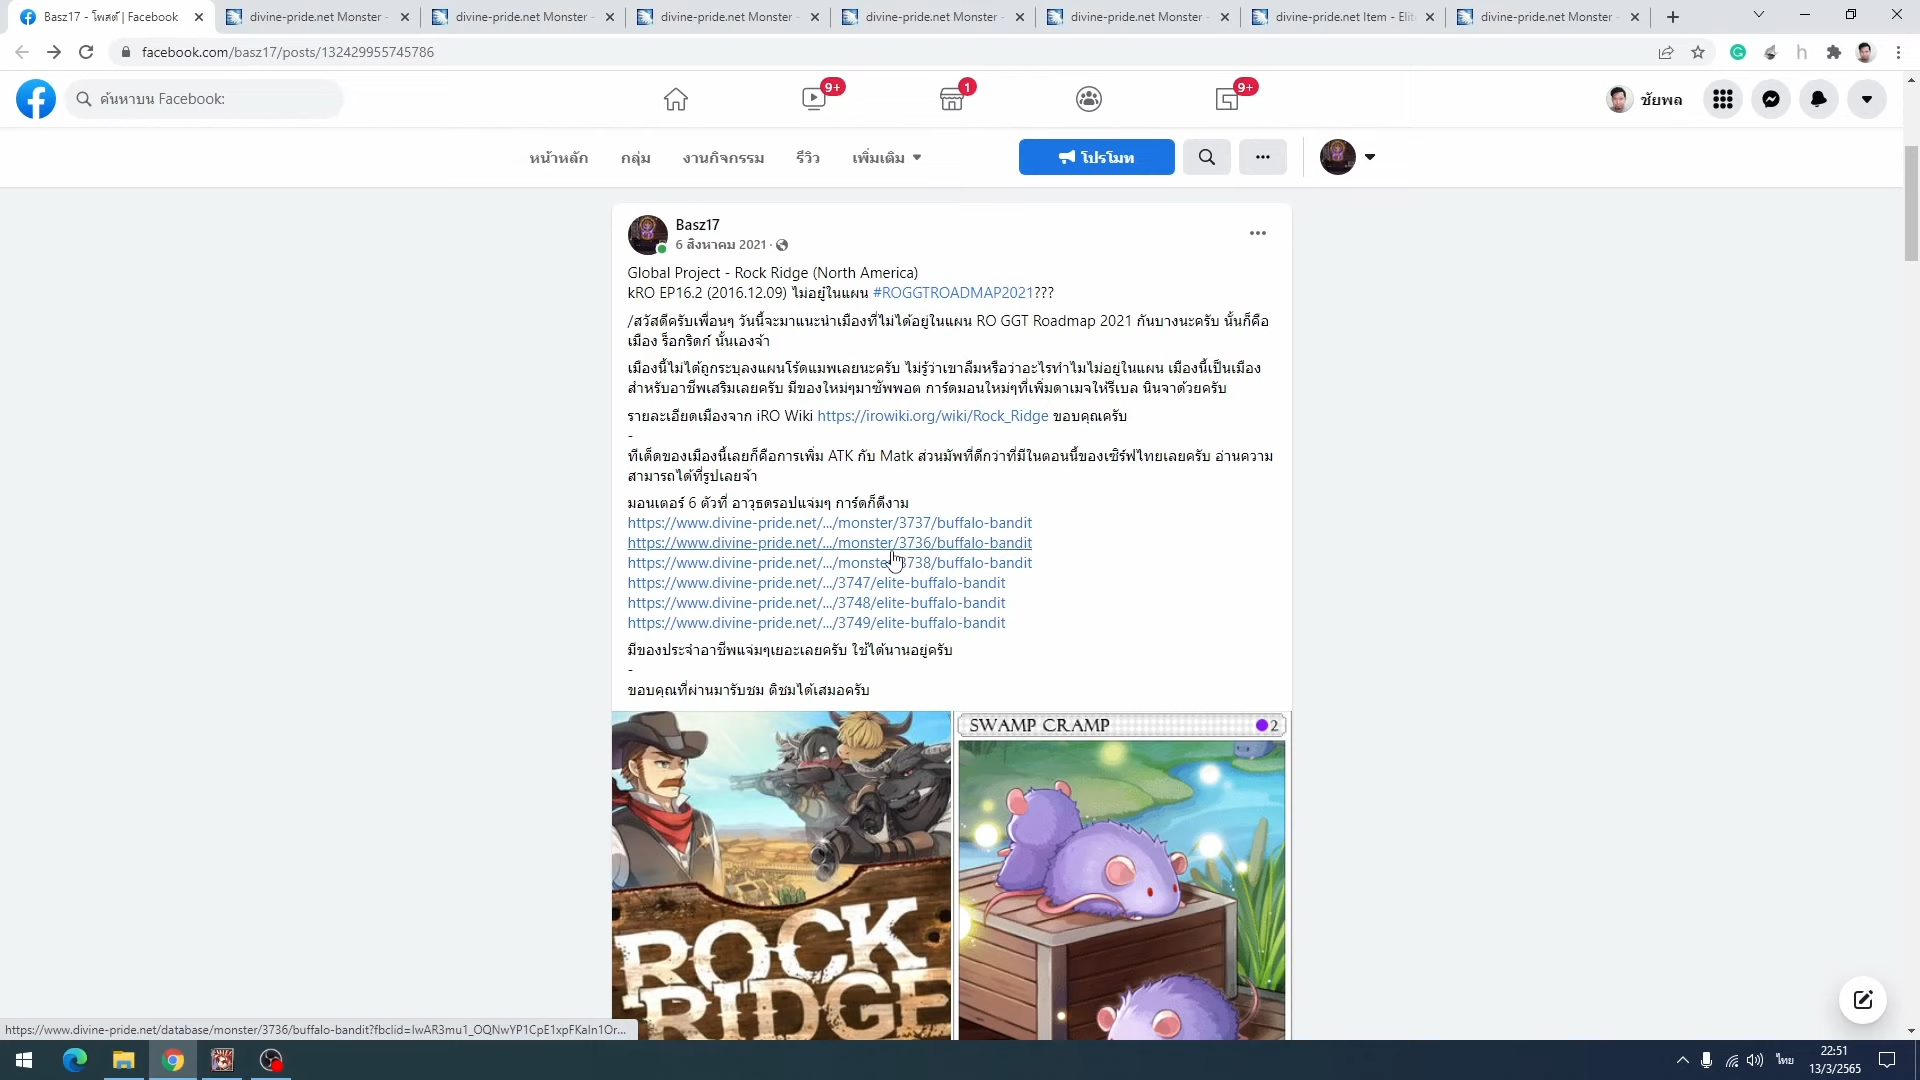 Basz17 - โพสต์ | Facebook
divine-pride.net Monster -
divine-pride.net Monster -
divine-pride.net Monster -
divine-pride.net Monster -
divine-pride.net Monster -
divine-pride.net Item - Elit
divine-pride.net Monster -
facebook.com/basz17/posts/132429955745786
ค้นหาบน Facebook:
9+
1
9+
ชัยพล
หน้าหลัก
กลุ่ม
งานกิจกรรม
รีวิว
เพิ่มเติม
โปรโมท
Basz17
6 สิงหาคม 2021 ·
Global Project - Rock Ridge (North America)
kRO EP16.2 (2016.12.09) ไม่อยู่ในแผน #ROGGTROADMAP2021???
/สวัสดีครับเพื่อนๆ วันนี้จะมาแนะนำเมืองที่ไม่ได้อยู่ในแผน RO GGT Roadmap 2021 กันบางนะครับ นั้นก็คือ
เมือง ร็อกริดก์ นั้นเองจ้า
เมืองนี้ไม่ได้ถูกระบุลงแผนโร้ดแมพเลยนะครับ ไม่รู้ว่าเขาลืมหรือว่าอะไรทำไมไม่อยู่ในแผน เมืองนี้เป็นเมือง
สำหรับอาชีพเสริมเลยครับ มีของใหม่ๆมาซัพพอต การ์ดมอนใหม่ๆที่เพิ่มดาเมจให้รีเบล นินจาด้วยครับ
รายละเอียดเมืองจาก iRO Wiki https://irowiki.org/wiki/Rock_Ridge ขอบคุณครับ
-
ทีเด็ดของเมืองนี้เลยก็คือการเพิ่ม ATK กับ Matk ส่วนมัพที่ดีกว่าที่มีในตอนนี้ของเซิร์ฟไทยเลยครับ อ่านความ
สามารถได้ที่รูปเลยจ้า
มอนเตอร์ 6 ตัวที่ อาวุธดรอปแจ่มๆ การ์ดก็ดีงาม
https://www.divine-pride.net/.../monster/3737/buffalo-bandit
https://www.divine-pride.net/.../monster/3736/buffalo-bandit
https://www.divine-pride.net/.../monster/3738/buffalo-bandit
https://www.divine-pride.net/.../3747/elite-buffalo-bandit
https://www.divine-pride.net/.../3748/elite-buffalo-bandit
https://www.divine-pride.net/.../3749/elite-buffalo-bandit
มีของประจำอาชีพแจ่มๆเยอะเลยครับ ใช้ได้นานอยู่ครับ
-
ขอบคุณที่ผ่านมารับชม ติชมได้เสมอครับ
SWAMP CRAMP
2
ROCK
RIDGE
https://www.divine-pride.net/database/monster/3736/buffalo-bandit?fbclid=IwAR3mu1_OQNwYP1CpE1xpFKaIn1Or...
ไทย
22:51
13/3/2565